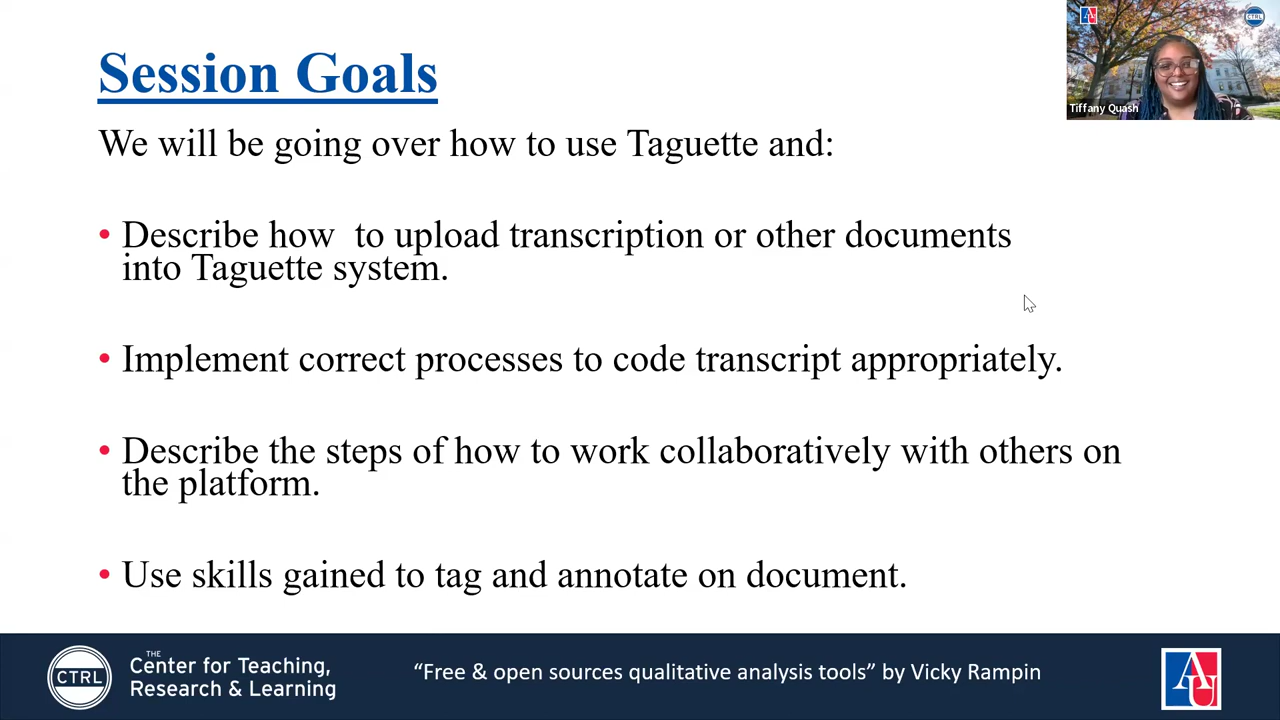 Session Goals
We will be going over how to use Taguette and:
• Describe how  to upload transcription or other documents
into Taguette system.
• Implement correct processes to code transcript appropriately.
• Describe the steps of how to work collaboratively with others on
the platform.
• Use skills gained to tag and annotate on document.
AU
CTRL
Tiffany Quash
CTRL
THE
Center for Teaching,
Research & Learning
“Free & open sources qualitative analysis tools” by Vicky Rampin
AU